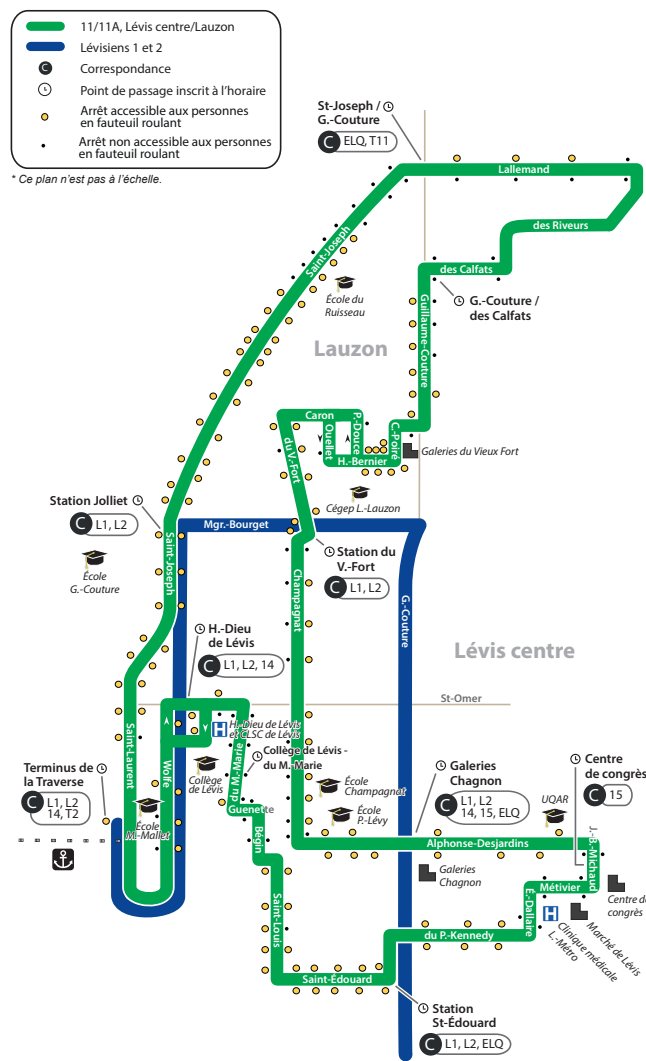 11/11A, Lévis centre/Lauzon
Lévisiens 1 et 2
C Correspondance
Point de passage inscrit à l'horaire
Arrêt accessible aux personnes
en fauteuil roulant
Arrêt non accessible aux personnes
en fauteuil roulant
* Ce plan n'est pas à l'échelle.
St-Joseph /
G.-Couture
C ELQ, T11
Lallemand
des Riveurs
Saint-Joseph
des Calfats
École du
Ruisseau
G.-Couture /
des Calfats
Guillaume-Couture
Lauzon
Caron
P.-Douce
Ouellet
C.-Poiré
du V.-Fort
H.-Bernier
Galeries du Vieux Fort
Cégep L.-Lauzon
Station Jolliet
C L1, L2
Mgr.-Bourget
Saint-Joseph
École
G.-Couture
Station du
V.-Fort
C L1, L2
Champagnat
G.-Couture
H.-Dieu
de Lévis
C L1, L2, 14
Lévis centre
St-Omer
Saint-Laurent
Wolfe
H.-Dieu de Lévis
et CLSC de Lévis
H
du M.-Marie
Collège de Lévis -
du M.-Marie
Collège
de Lévis
Terminus de
la Traverse
C L1, L2
14, T2
École
M.-Mallet
Guenette
Bégin
École
Champagnat
École
P.-Lévy
Galeries
Chagnon
C L1, L2
14, 15, ELQ
UQAR
Centre
de congrès
C 15
Alphonse-Desjardins
J.-B.-Michaud
Galeries
Chagnon
Métivier
É.-Dallaire
Centre de
congrès
H
Clinique médicale
L.-Métro
Marché de Lévis
Saint-Louis
du P.-Kennedy
Saint-Édouard
Station
St-Édouard
C L1, L2, ELQ